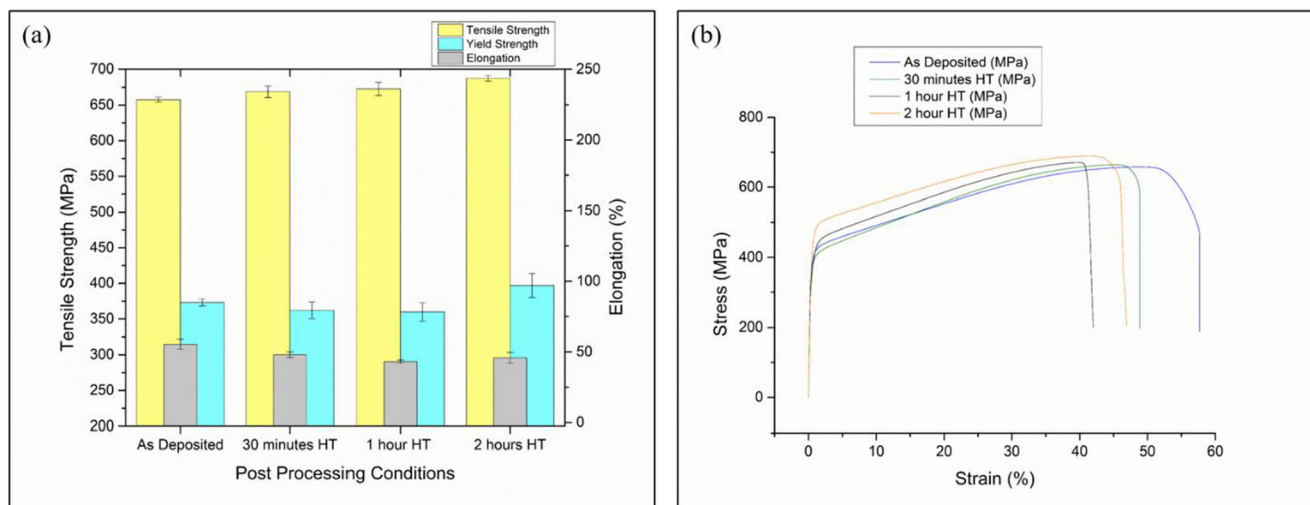 (a)
Tensile Strength
Yield Strength
Elongation
700
650
600
550
500
450
400
350
300
250
200
Tensile Strength (MPa)
250
200
150
100
50
0
Elongation (%)
As Deposited
30 minutes HT
1 hour HT
2 hours HT
Post Processing Conditions
(b)
As Deposited (MPa)
30 minutes HT (MPa)
1 hour HT (MPa)
2 hour HT (MPa)
800
600
400
200
0
Stress (MPa)
0
10
20
30
40
50
60
Strain (%)